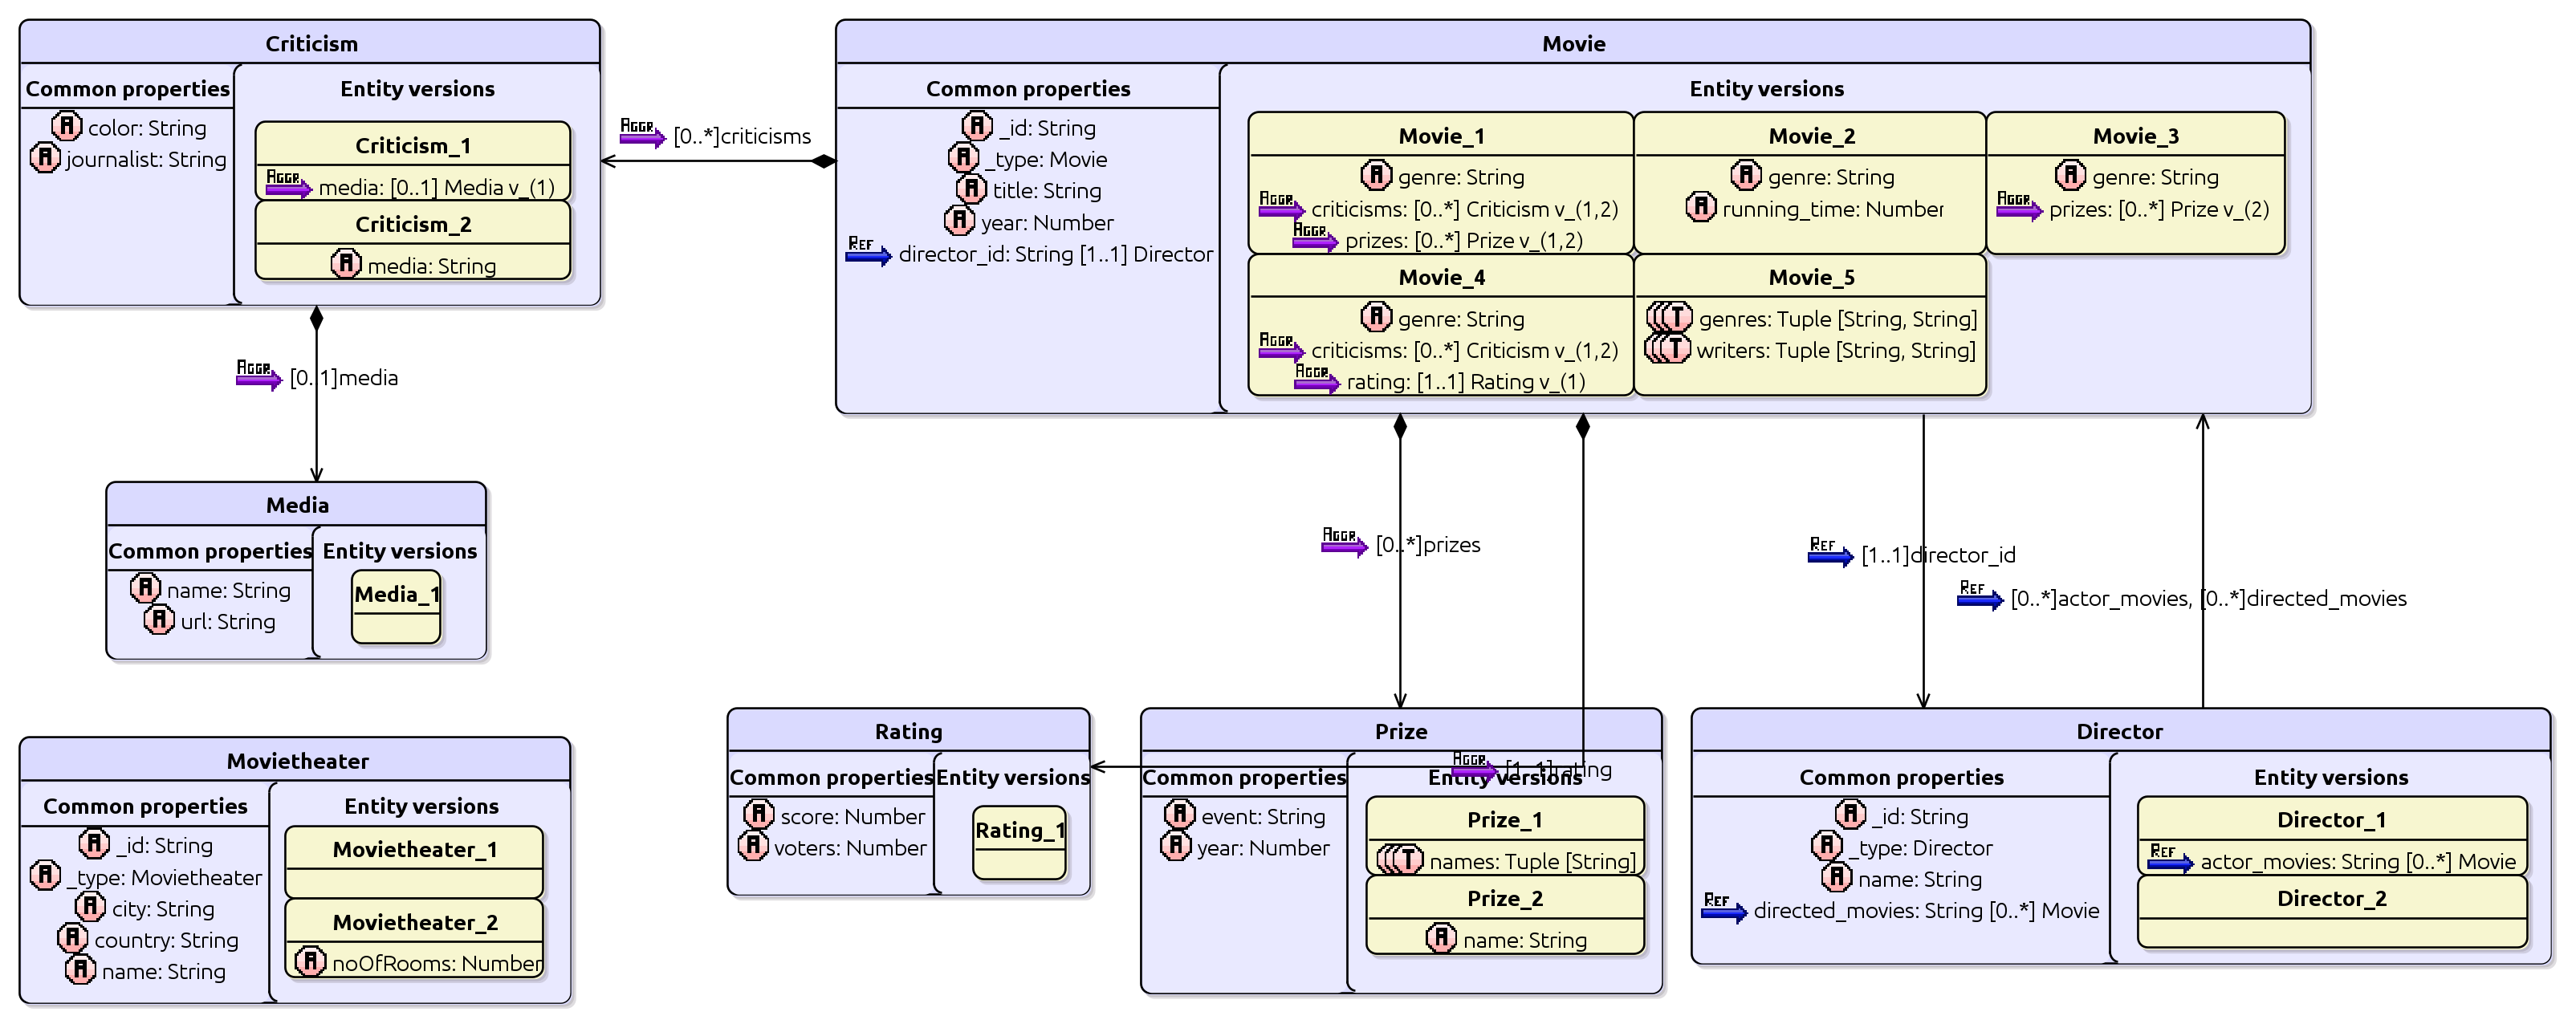 Criticism
Common properties
color: String
journalist: String
Entity versions
Criticism_1
AGGR media: [0..1] Media v_(1)
Criticism_2
media: String
AGGR [0..*]criticisms
Movie
Common properties
_id: String
_type: Movie
title: String
year: Number
REF director_id: String [1..1] Director
Entity versions
Movie_1
genre: String
AGGR criticisms: [0..*] Criticism v_(1,2)
AGGR prizes: [0..*] Prize v_(1,2)
Movie_2
genre: String
running_time: Number
Movie_3
genre: String
AGGR prizes: [0..*] Prize v_(2)
Movie_4
genre: String
AGGR criticisms: [0..*] Criticism v_(1,2)
AGGR rating: [1..1] Rating v_(1)
Movie_5
genres: Tuple [String, String]
writers: Tuple [String, String]
AGGR [0..1]media
Media
Common properties
name: String
url: String
Entity versions
Media_1
AGGR [0..*]prizes
REF [1..1]director_id
REF [0..*]actor_movies, [0..*]directed_movies
Movietheater
Common properties
_id: String
_type: Movietheater
city: String
country: String
name: String
Entity versions
Movietheater_1
Movietheater_2
noOfRooms: Number
Rating
Common properties
score: Number
voters: Number
Entity versions
Rating_1
Prize
Common properties
event: String
year: Number
Entity versions
AGGR [1..1]rating
Prize_1
names: Tuple [String]
Prize_2
name: String
Director
Common properties
_id: String
_type: Director
name: String
REF directed_movies: String [0..*] Movie
Entity versions
Director_1
REF actor_movies: String [0..*] Movie
Director_2